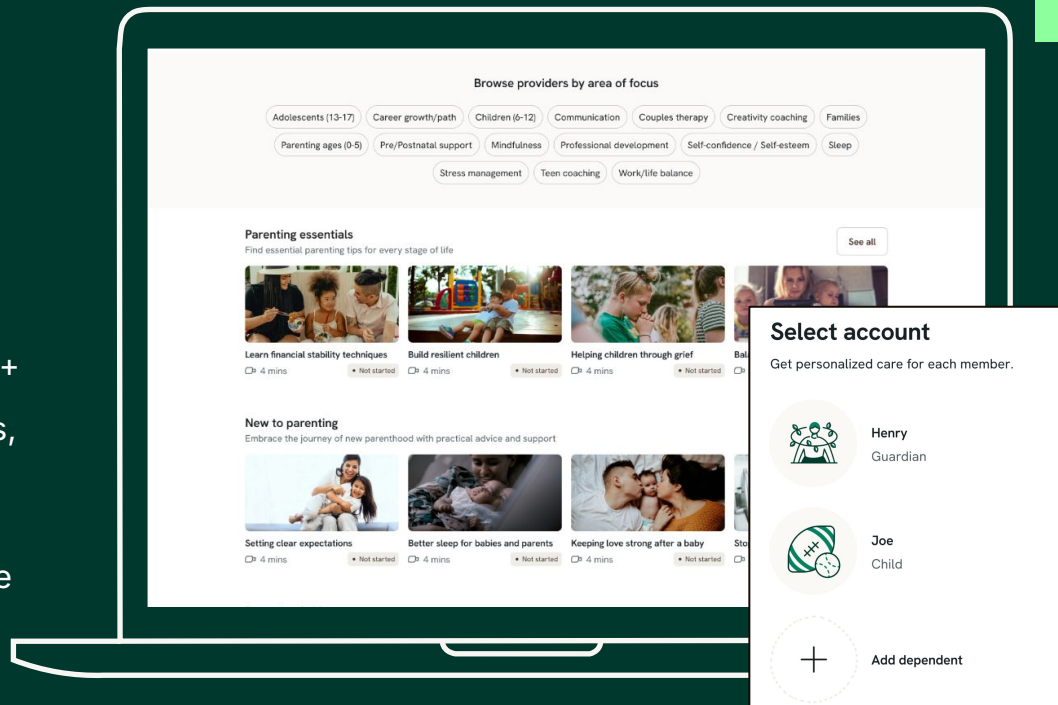 +
s,
e
Browse providers by area of focus
Adolescents (13-17) Career growth/path Children (6-12) Communication Couples therapy Creativity coaching Families
Parenting ages (0-5) Pre/Postnatal support Mindfulness Professional development Self-confidence / Self-esteem Sleep
Stress management Teen coaching Work/life balance
Parenting essentials
Find essential parenting tips for every stage of life
See all
Learn financial stability techniques Build resilient children Helping children through grief
4 mins • Not started 4 mins • Not started 4 mins • Not started
New to parenting
Embrace the journey of new parenthood with practical advice and support
Setting clear expectations Better sleep for babies and parents Keeping love strong after a baby
4 mins • Not started 4 mins • Not started 4 mins • Not started
Select account
Get personalized care for each member.
Henry
Guardian
Joe
Child
Add dependent